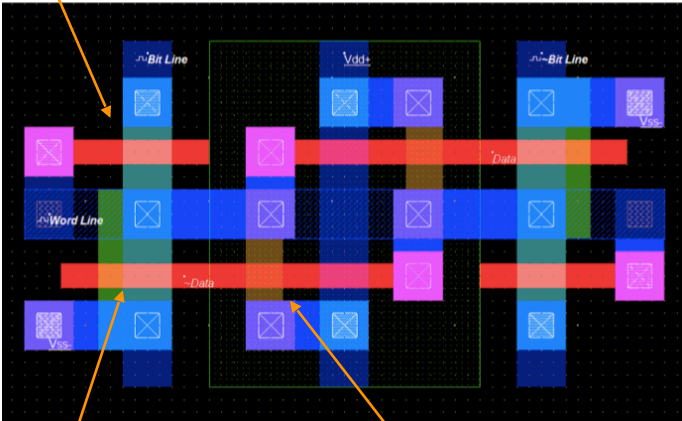 Bit Line
Vdd+
~Bit Line
Vss-
Data
Word Line
~Data
Vss-